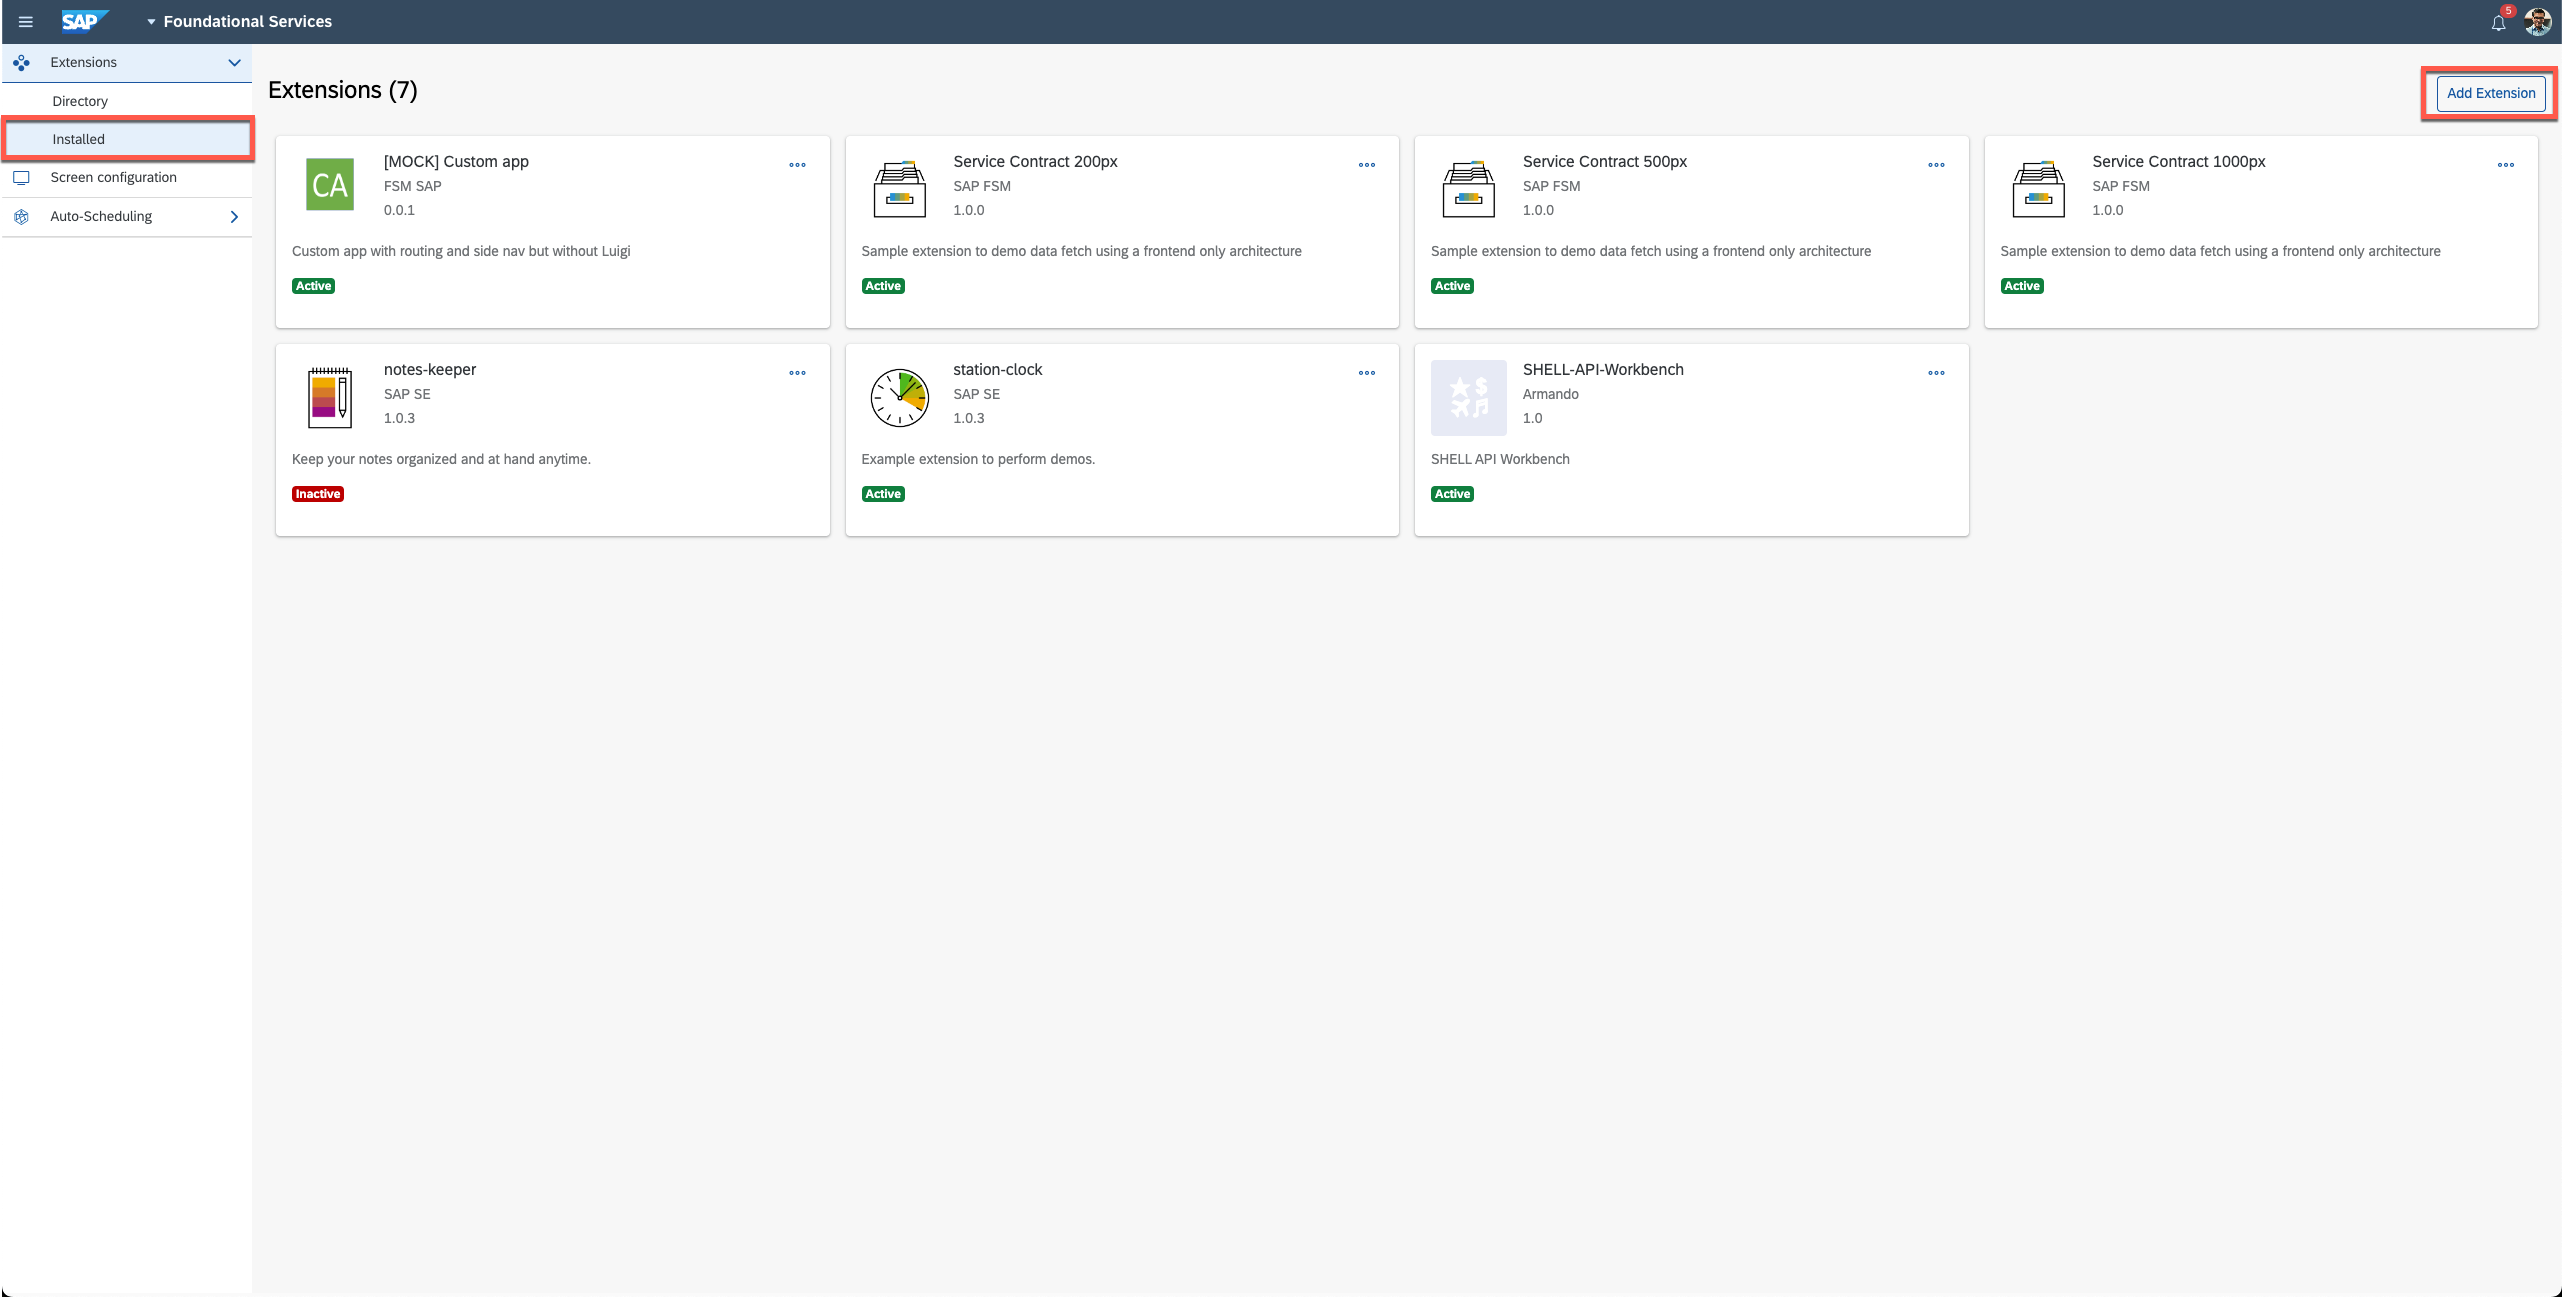 SAP
Foundational Services
5
Extensions
Directory
Installed
Screen configuration
Auto-Scheduling
Extensions (7)
Add Extension
CA
[MOCK] Custom app
FSM SAP
0.0.1
Custom app with routing and side nav but without Luigi
Active
Service Contract 200px
SAP FSM
1.0.0
Sample extension to demo data fetch using a frontend only architecture
Active
Service Contract 500px
SAP FSM
1.0.0
Sample extension to demo data fetch using a frontend only architecture
Active
Service Contract 1000px
SAP FSM
1.0.0
Sample extension to demo data fetch using a frontend only architecture
Active
notes-keeper
SAP SE
1.0.3
Keep your notes organized and at hand anytime.
Inactive
station-clock
SAP SE
1.0.3
Example extension to perform demos.
Active
SHELL-API-Workbench
Armando
1.0
SHELL API Workbench
Active